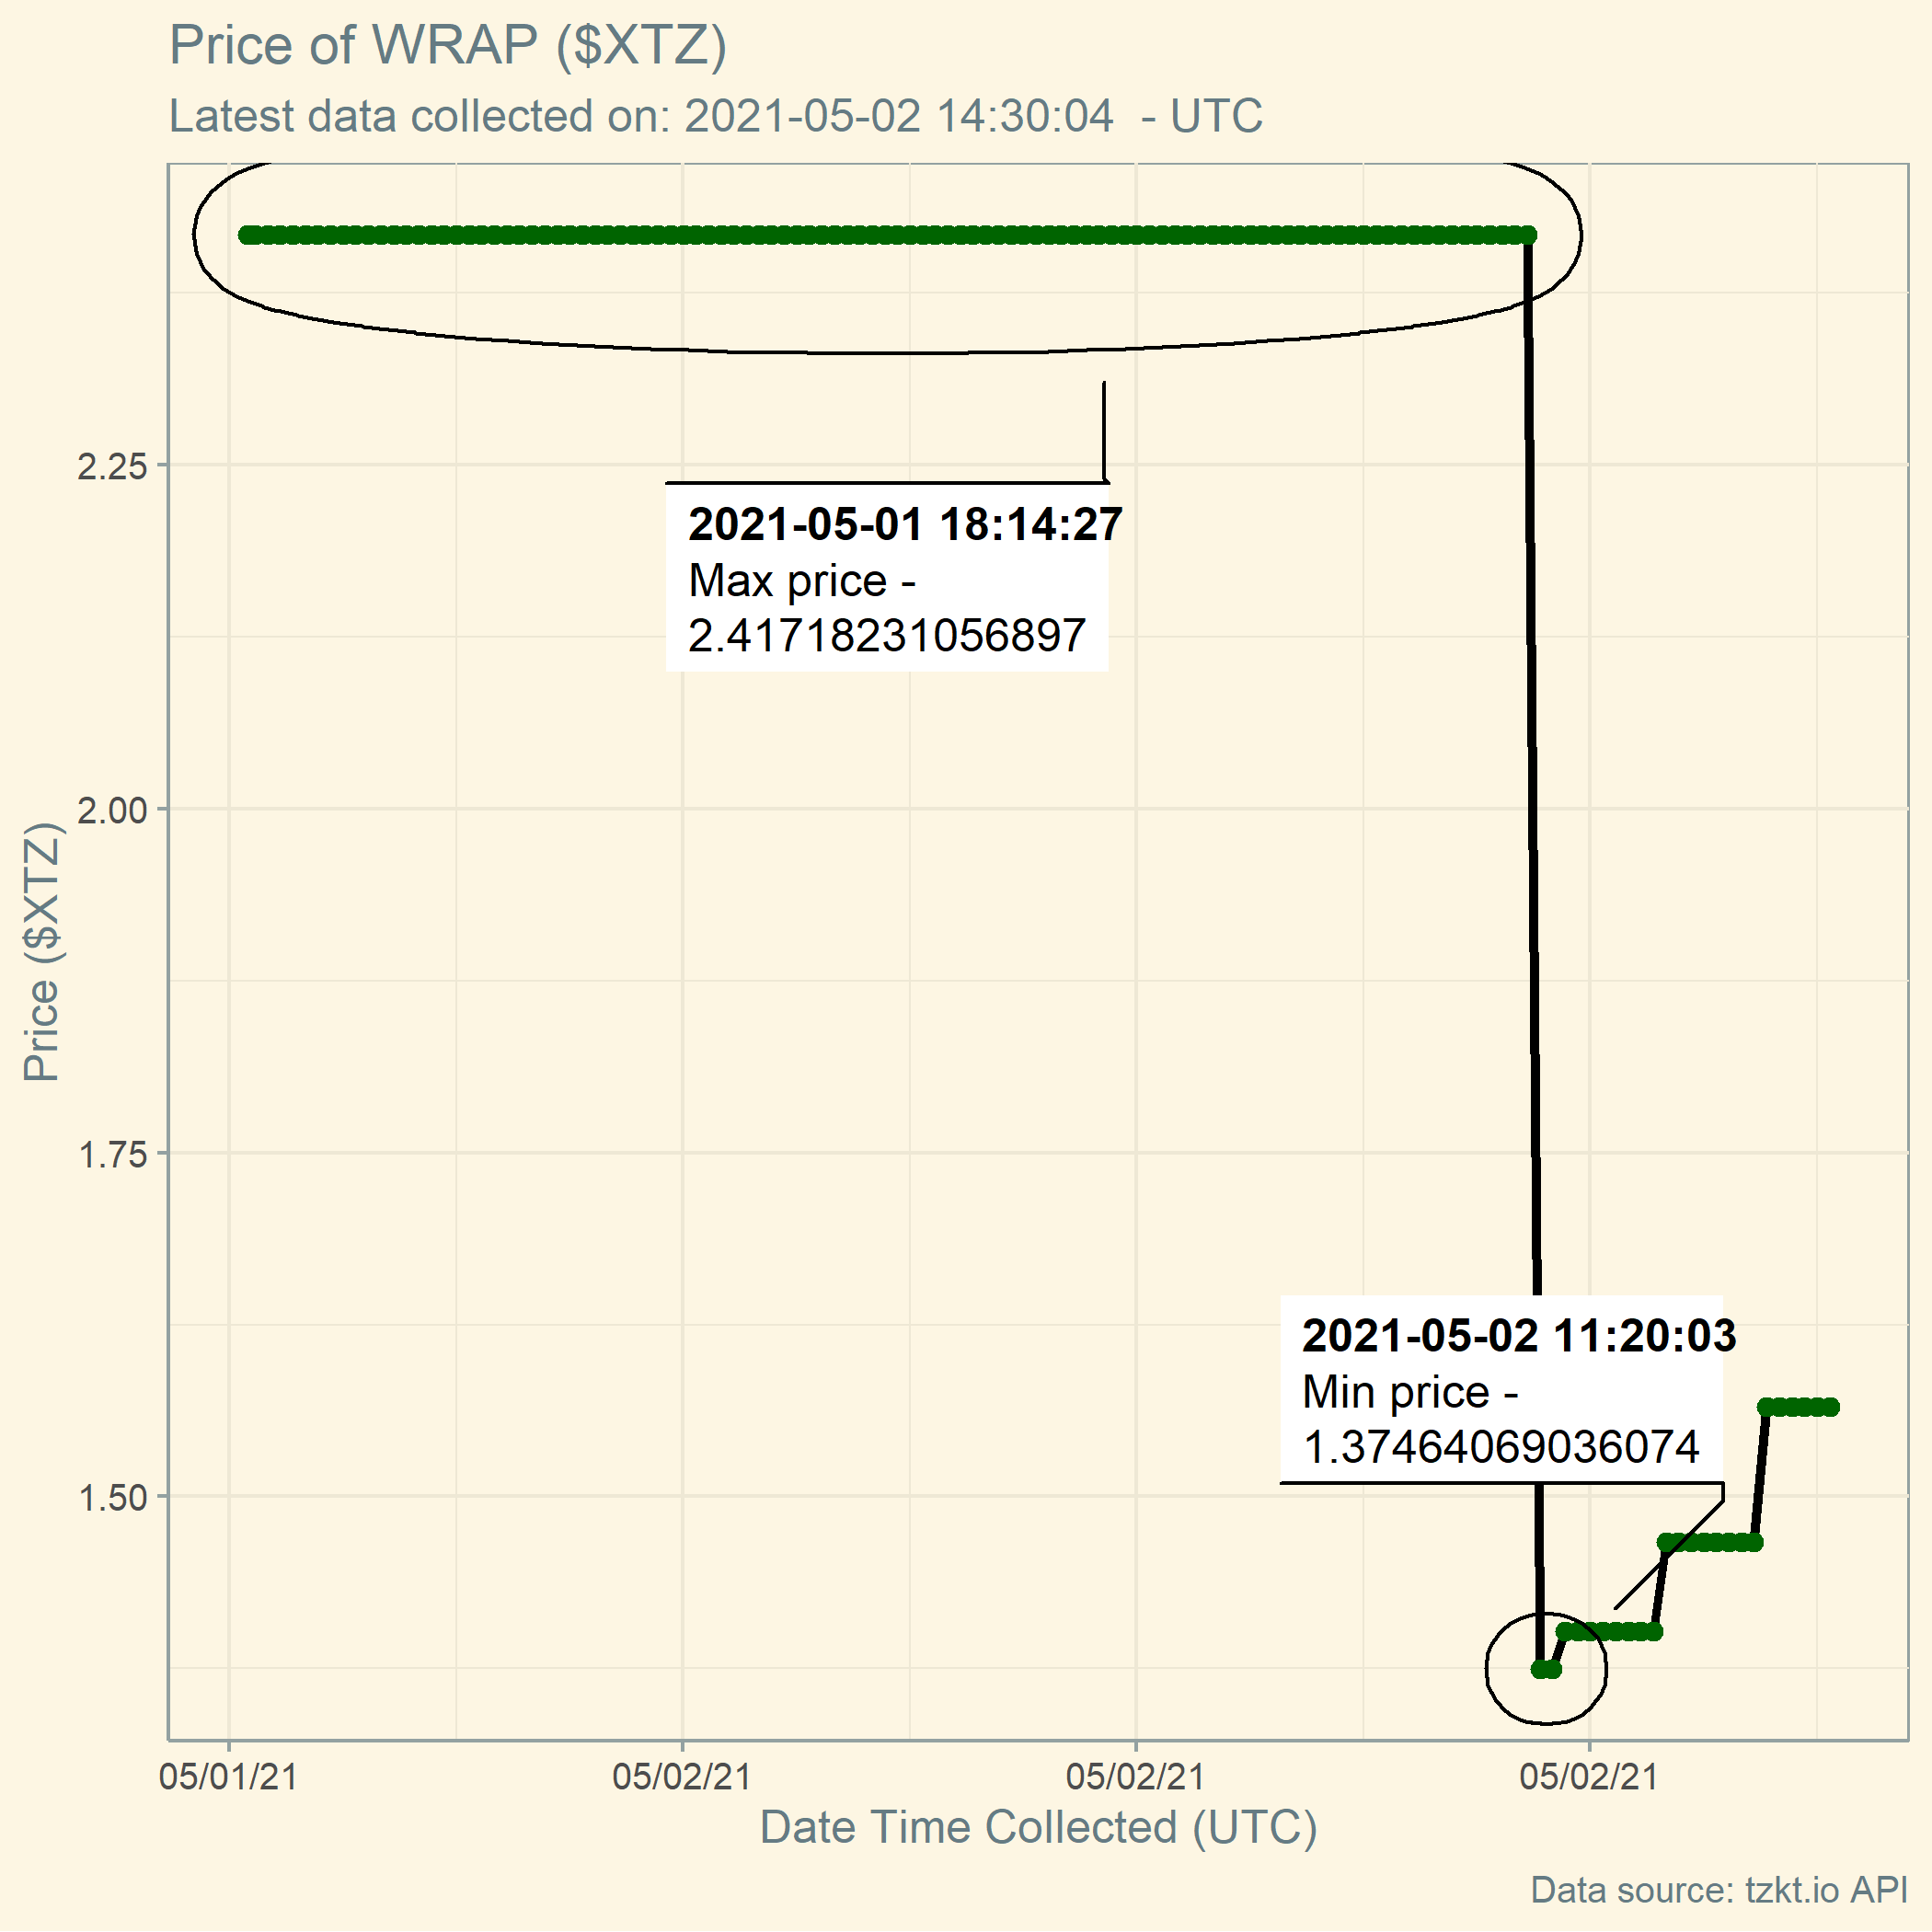 Price of WRAP ($XTZ)
Latest data collected on: 2021-05-02 14:30:04  - UTC
2.25
2.00
1.75
1.50
Price ($XTZ)
2021-05-01 18:14:27
Max price -
2.41718231056897
2021-05-02 11:20:03
Min price -
1.37464069036074
05/01/21
05/02/21
05/02/21
05/02/21
Date Time Collected (UTC)
Data source: tzkt.io API